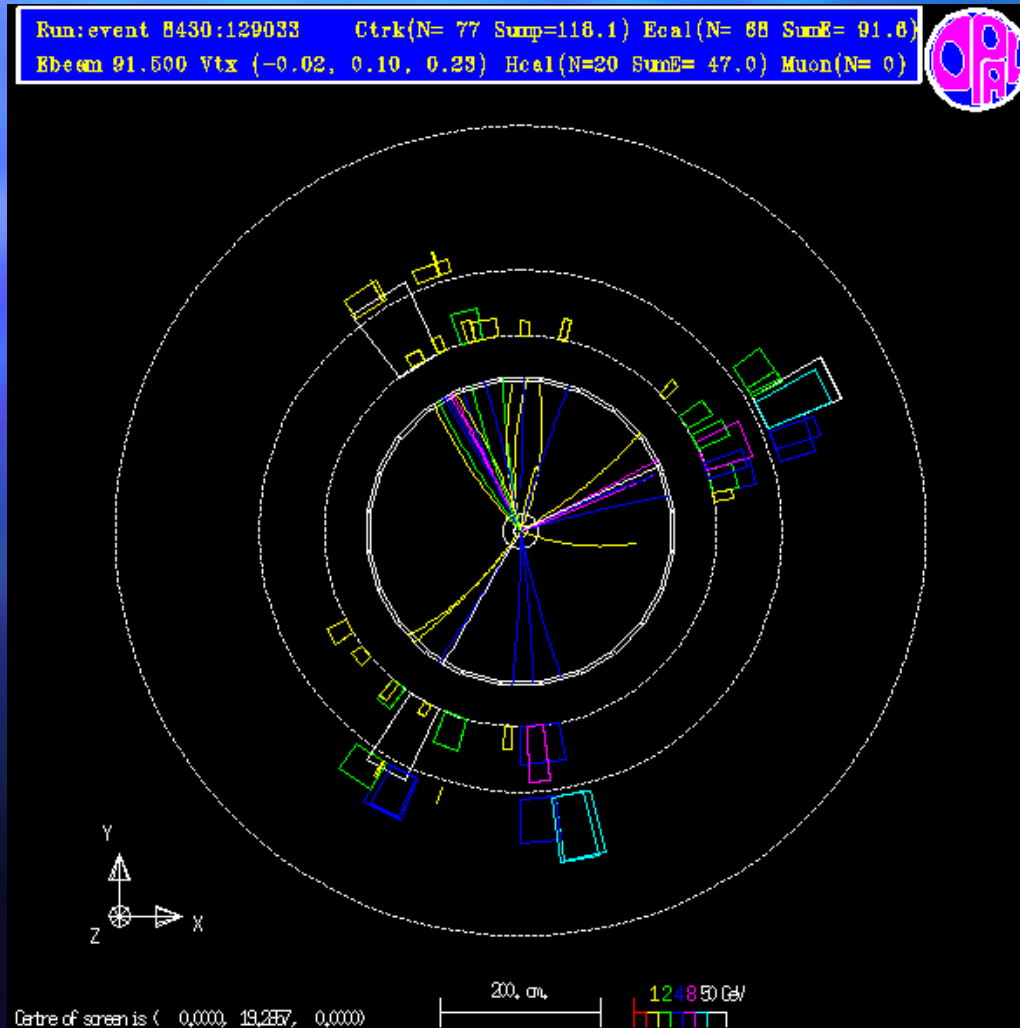 Run:event 8430:129033 Ctrk(N= 77 Sump=118.1) Ecal(N= 68 SumE= 91.6)
Ebeam 91.500 Vtx (-0.02, 0.10, 0.23) Hcal(N=20 SumE= 47.0) Muon(N= 0)
OPAL
Y
X
Z
200. cm.
1 2 4 8 50 GeV
Centre of screen is ( 0.0000, 19.2857, 0.0000)